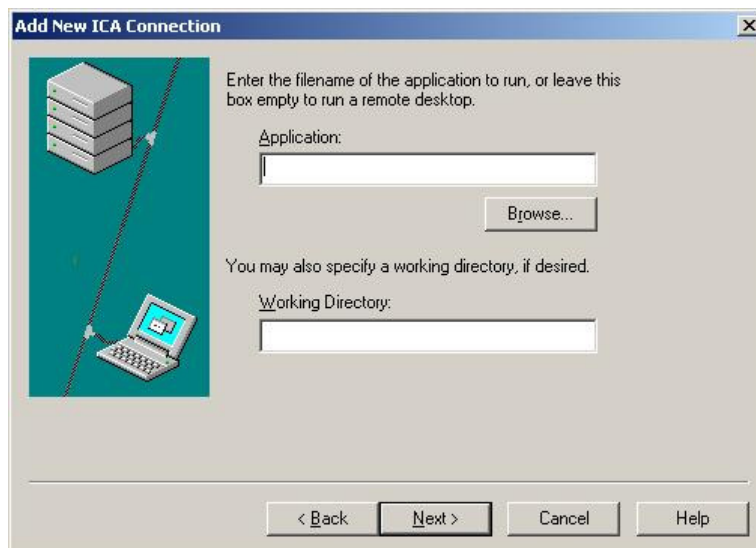 Add New ICA Connection
Enter the filename of the application to run, or leave this
box empty to run a remote desktop.
Application:
Browse...
You may also specify a working directory, if desired.
Working Directory:
< Back
Next >
Cancel
Help